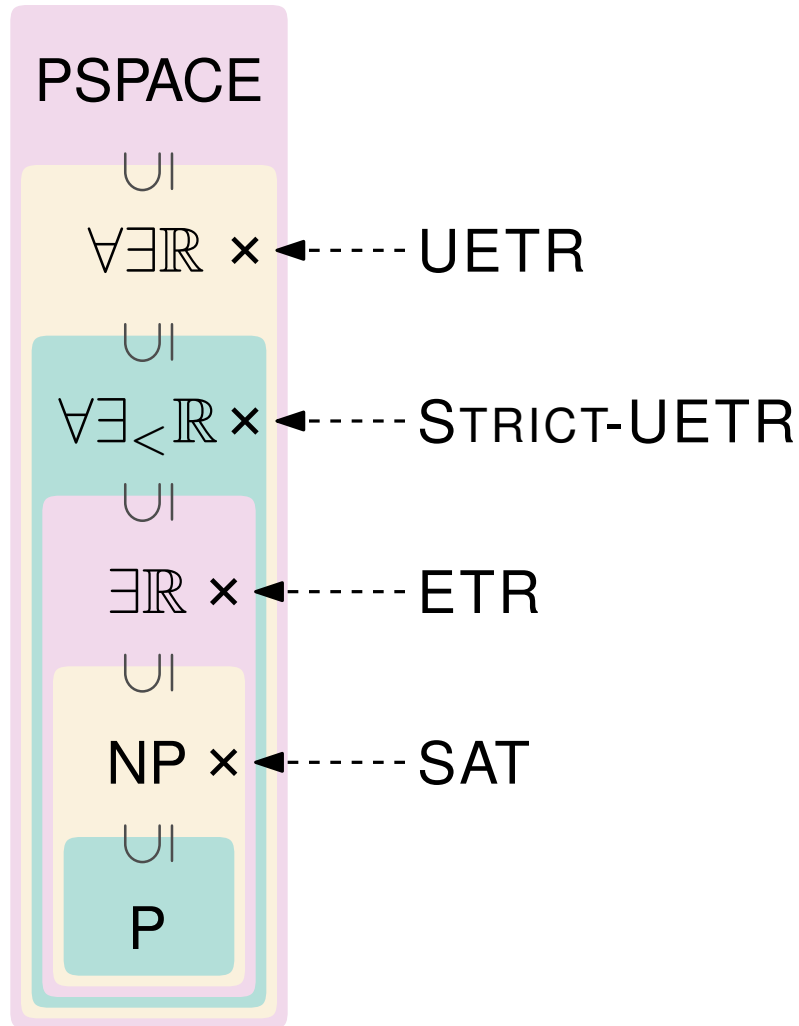 PSPACE
⊆
∀∃ℝ × UETR
⊆
∀∃<ℝ × STRICT-UETR
⊆
∃ℝ × ETR
⊆
NP × SAT
⊆
P